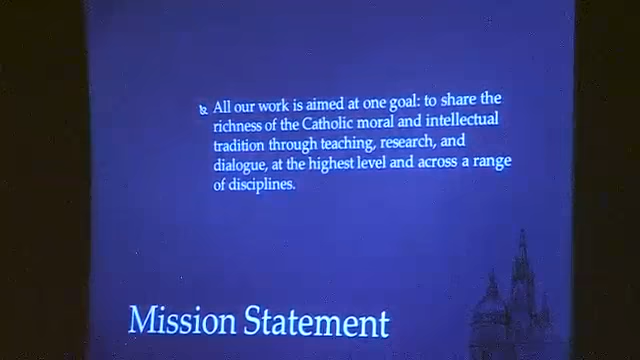 All our work is aimed at one goal: to share the
richness of the Catholic moral and intellectual
tradition through teaching, research, and
dialogue, at the highest level and across a range
of disciplines.
Mission Statement